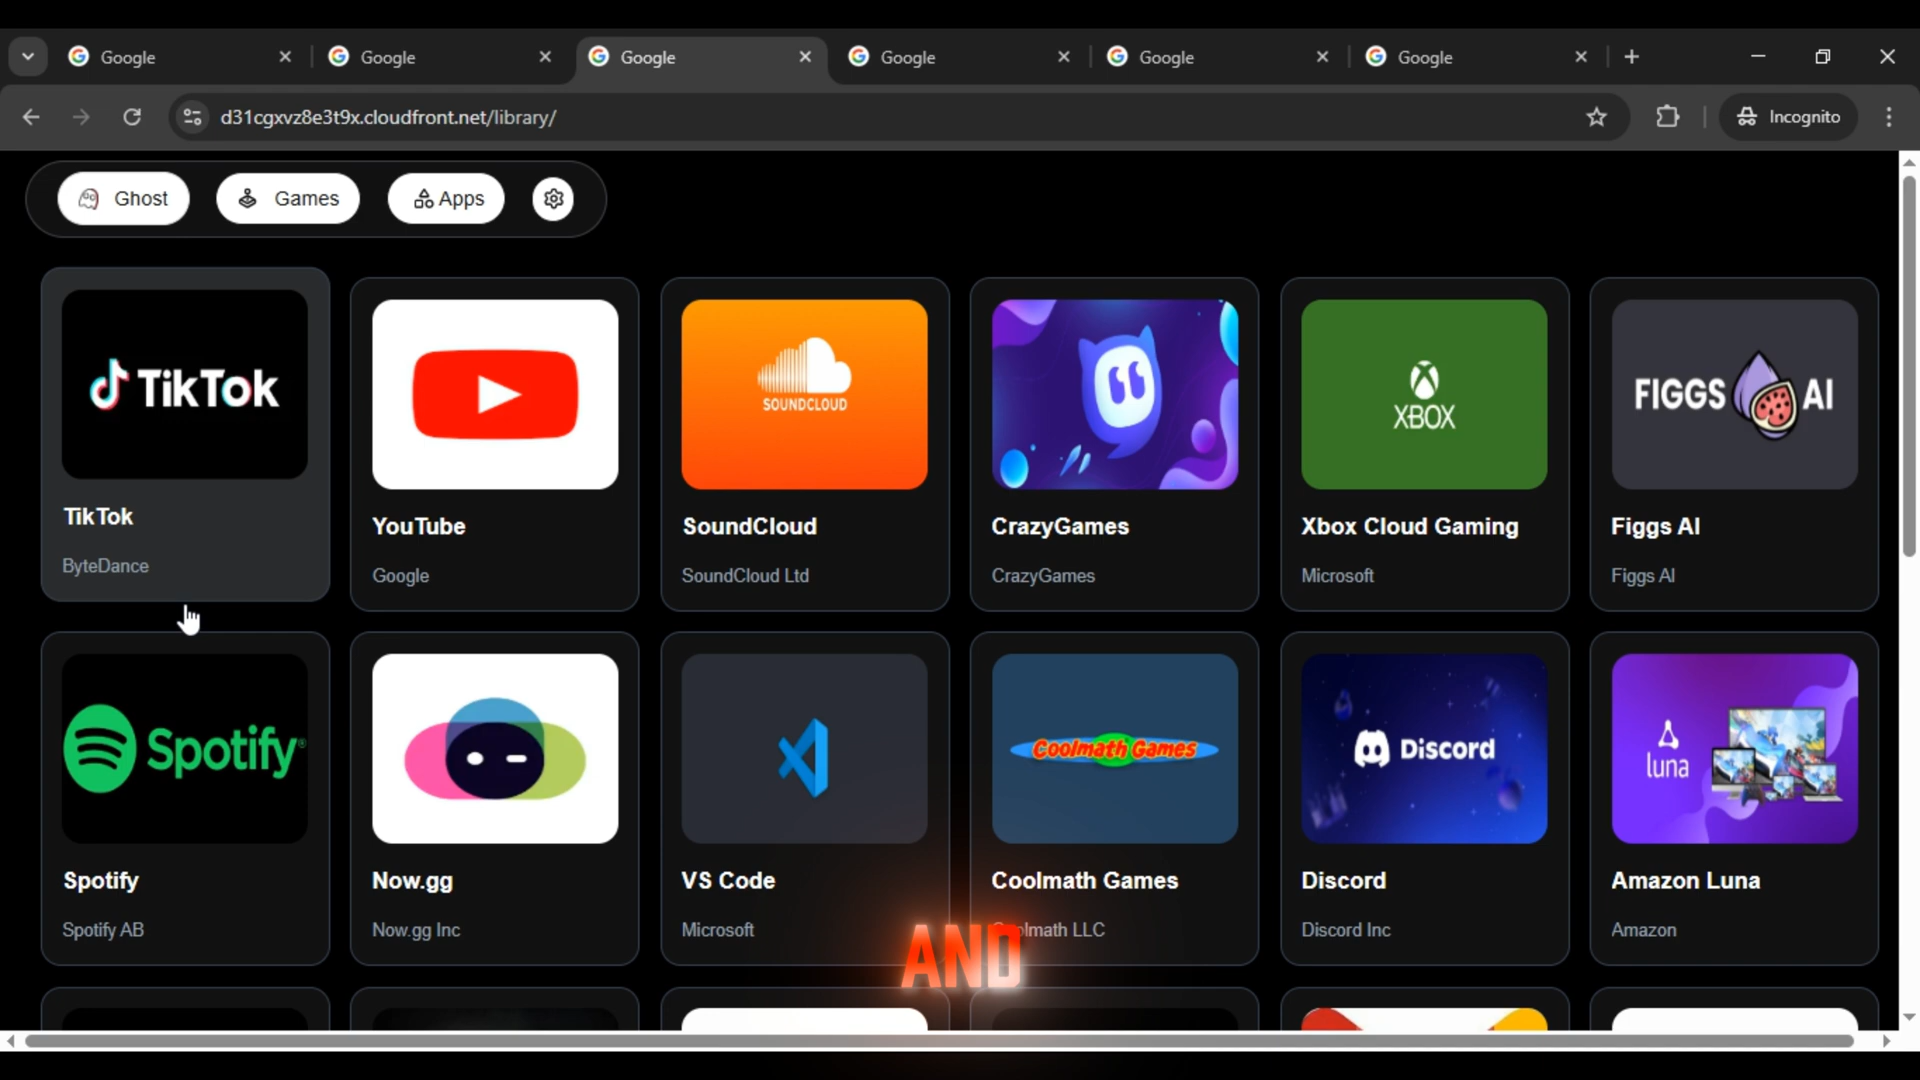 Google Google Google Google Google Google
d31cgxvz8e3t9x.cloudfront.net/library/
Incognito
Ghost Games Apps
TikTok
SOUNDCLOUD
XBOX
FIGGS AI
TikTok YouTube SoundCloud CrazyGames Xbox Cloud Gaming Figgs AI
ByteDance Google SoundCloud Ltd CrazyGames Microsoft Figgs AI
Spotify
Coolmath Games
Discord
luna
Spotify Now.gg VS Code Coolmath Games Discord Amazon Luna
Spotify AB Now.gg Inc Microsoft Coolmath LLC Discord Inc Amazon
AND